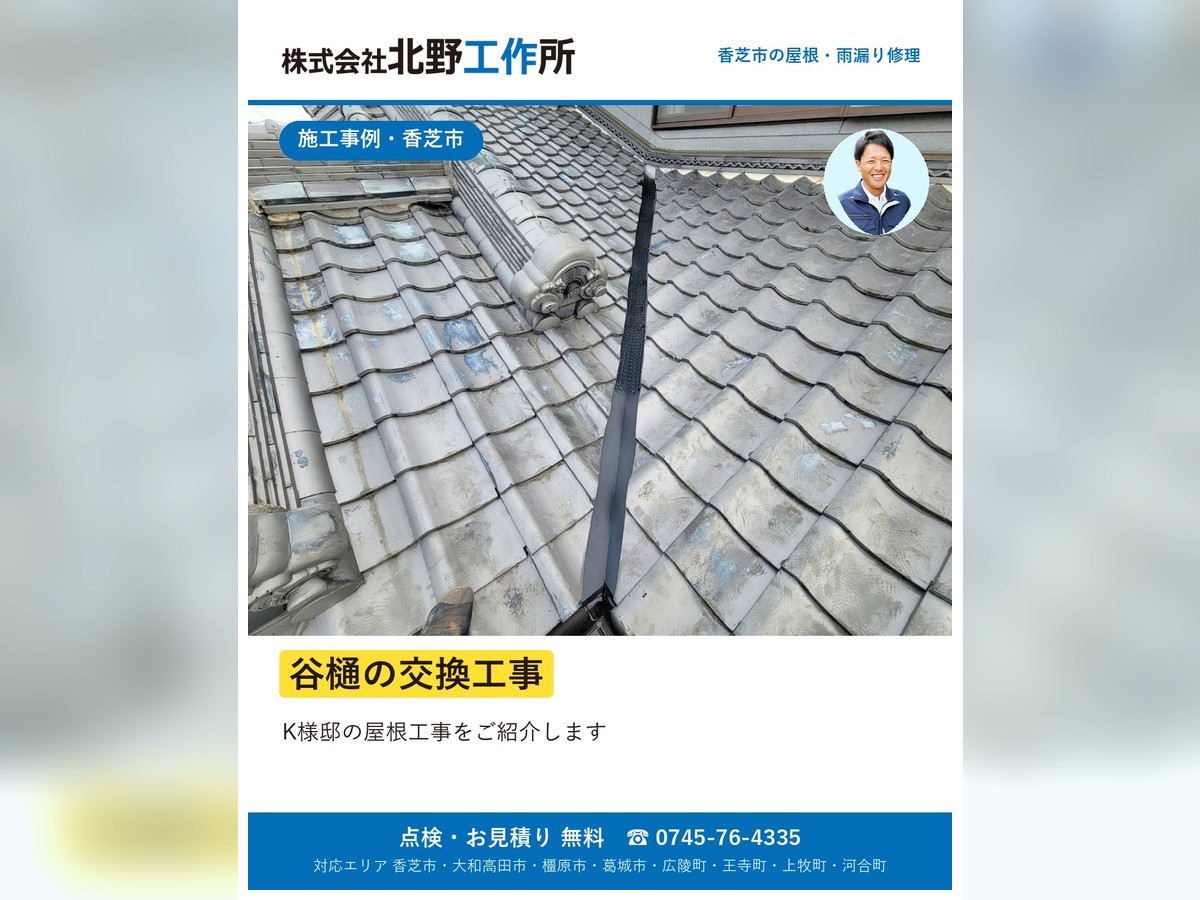 株式会社北野工作所
香芝市の屋根・雨漏り修理
施工事例・香芝市
谷樋の交換工事
K様邸の屋根工事をご紹介します
点検・お見積り 無料 ☎ 0745-76-4335
対応エリア 香芝市・大和高田市・橿原市・葛城市・広陵町・王寺町・上牧町・河合町